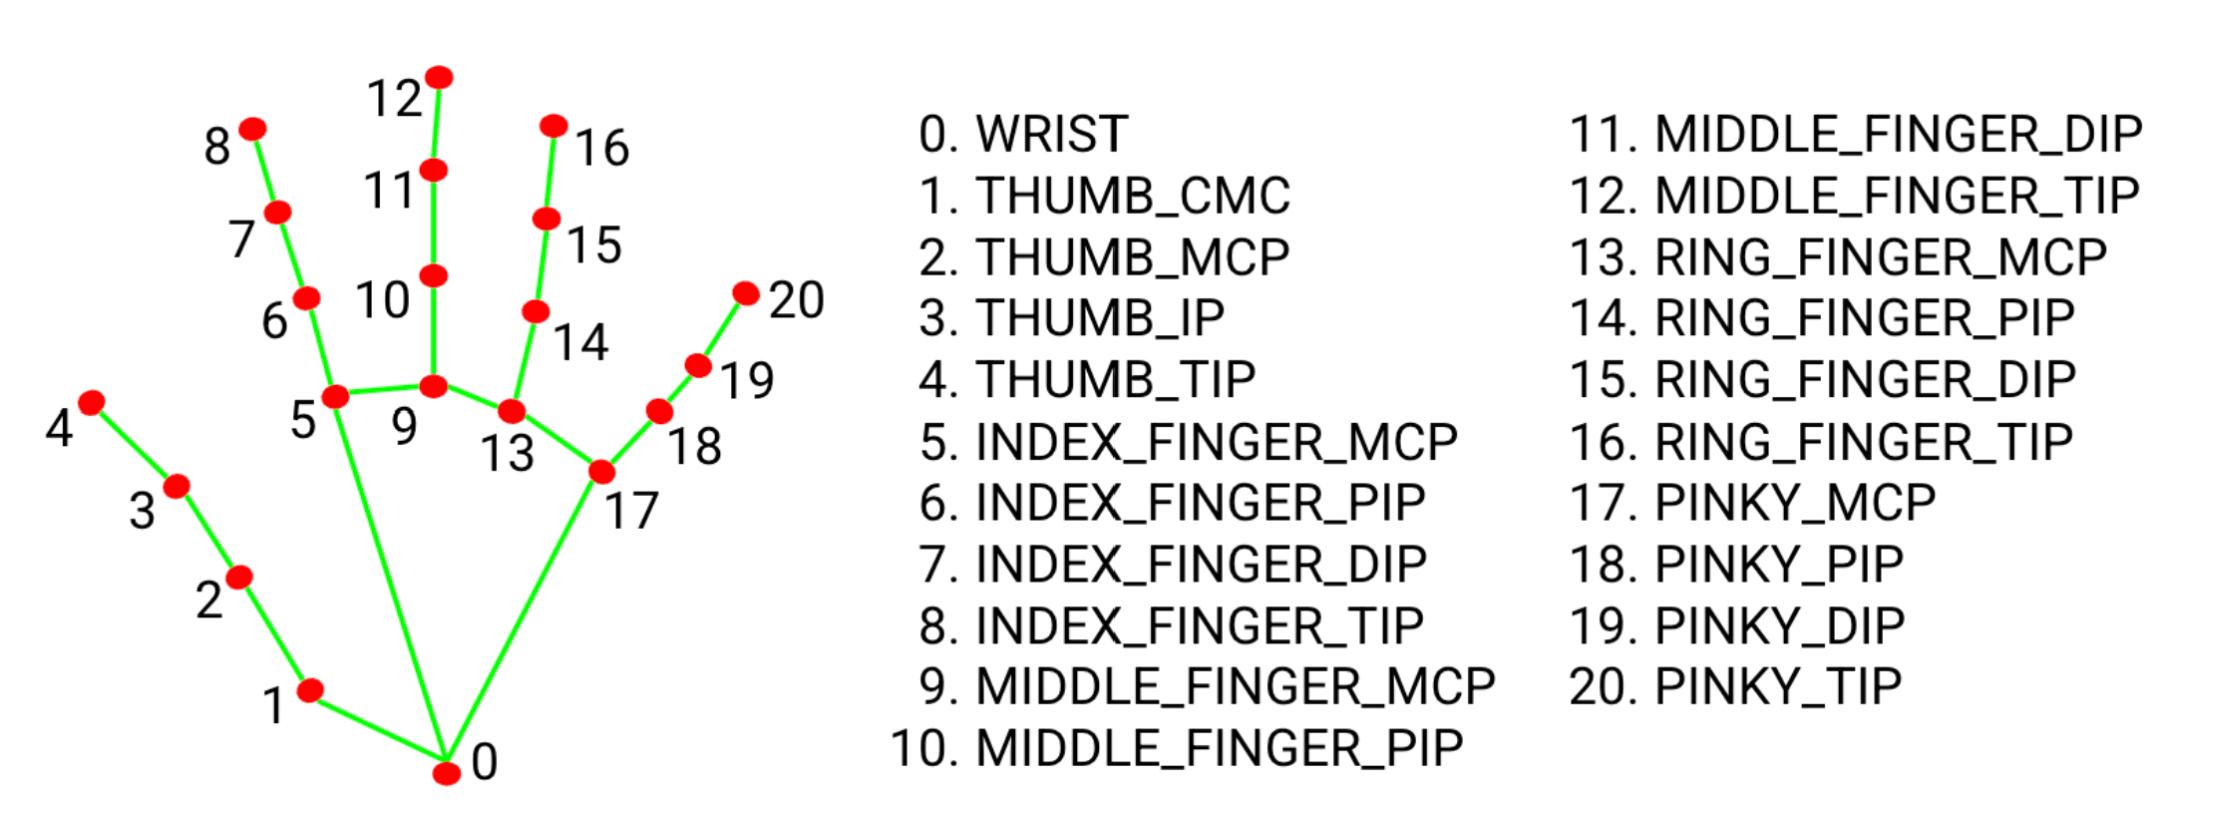 12
8
16
11
7
15
10
6
14
20
19
5
9
4
13
18
3
17
2
1
0
0. WRIST
1. THUMB_CMC
2. THUMB_MCP
3. THUMB_IP
4. THUMB_TIP
5. INDEX_FINGER_MCP
6. INDEX_FINGER_PIP
7. INDEX_FINGER_DIP
8. INDEX_FINGER_TIP
9. MIDDLE_FINGER_MCP
10. MIDDLE_FINGER_PIP
11. MIDDLE_FINGER_DIP
12. MIDDLE_FINGER_TIP
13. RING_FINGER_MCP
14. RING_FINGER_PIP
15. RING_FINGER_DIP
16. RING_FINGER_TIP
17. PINKY_MCP
18. PINKY_PIP
19. PINKY_DIP
20. PINKY_TIP